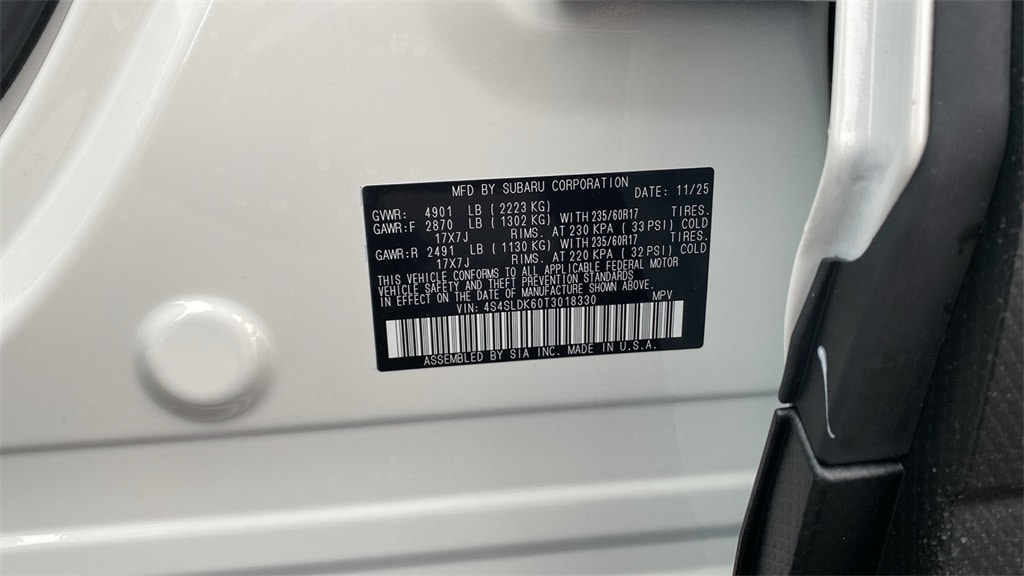 MFD BY SUBARU CORPORATION DATE: 11/25
GVWR: 4901 LB ( 2223 KG)
GAWR:F 2870 LB ( 1302 KG) WITH 235/60R17 TIRES.
17X7J RIMS. AT 230 KPA ( 33 PSI) COLD
GAWR:R 2491 LB ( 1130 KG) WITH 235/60R17 TIRES.
17X7J RIMS. AT 220 KPA ( 32 PSI) COLD
THIS VEHICLE CONFORMS TO ALL APPLICABLE FEDERAL MOTOR
VEHICLE SAFETY AND THEFT PREVENTION STANDARDS
IN EFFECT ON THE DATE OF MANUFACTURE SHOWN ABOVE.
VIN: 4S4SLDK60T3018330 MPV
ASSEMBLED BY SIA INC. MADE IN U.S.A.